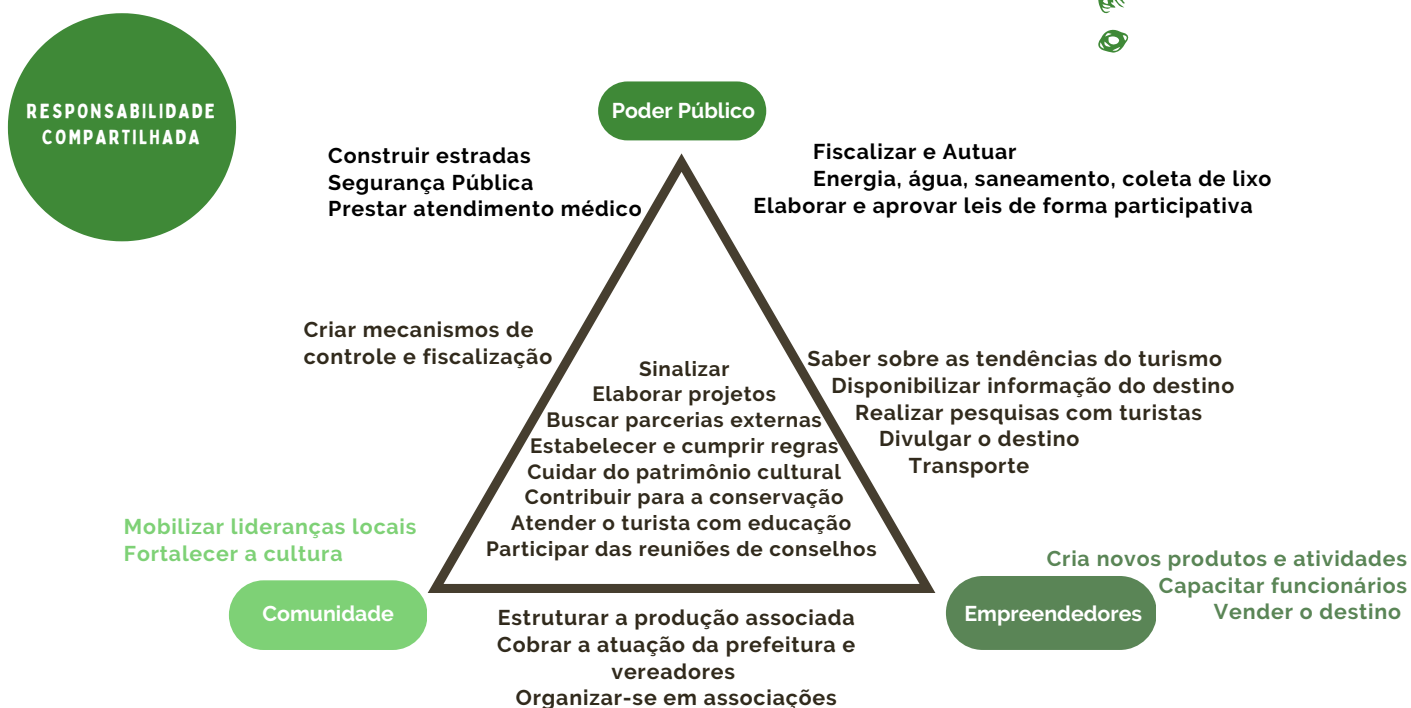 RESPONSABILIDADE
COMPARTILHADA
Poder Público
Construir estradas
Segurança Pública
Prestar atendimento médico
Fiscalizar e Autuar
Energia, água, saneamento, coleta de lixo
Elaborar e aprovar leis de forma participativa
Criar mecanismos de
controle e fiscalização
Sinalizar
Elaborar projetos
Buscar parcerias externas
Estabelecer e cumprir regras
Cuidar do patrimônio cultural
Contribuir para a conservação
Atender o turista com educação
Participar das reuniões de conselhos
Saber sobre as tendências do turismo
Disponibilizar informação do destino
Realizar pesquisas com turistas
Divulgar o destino
Transporte
Mobilizar lideranças locais
Fortalecer a cultura
Comunidade
Estruturar a produção associada
Cobrar a atuação da prefeitura e
vereadores
Organizar-se em associações
Cria novos produtos e atividades
Capacitar funcionários
Vender o destino
Empreendedores